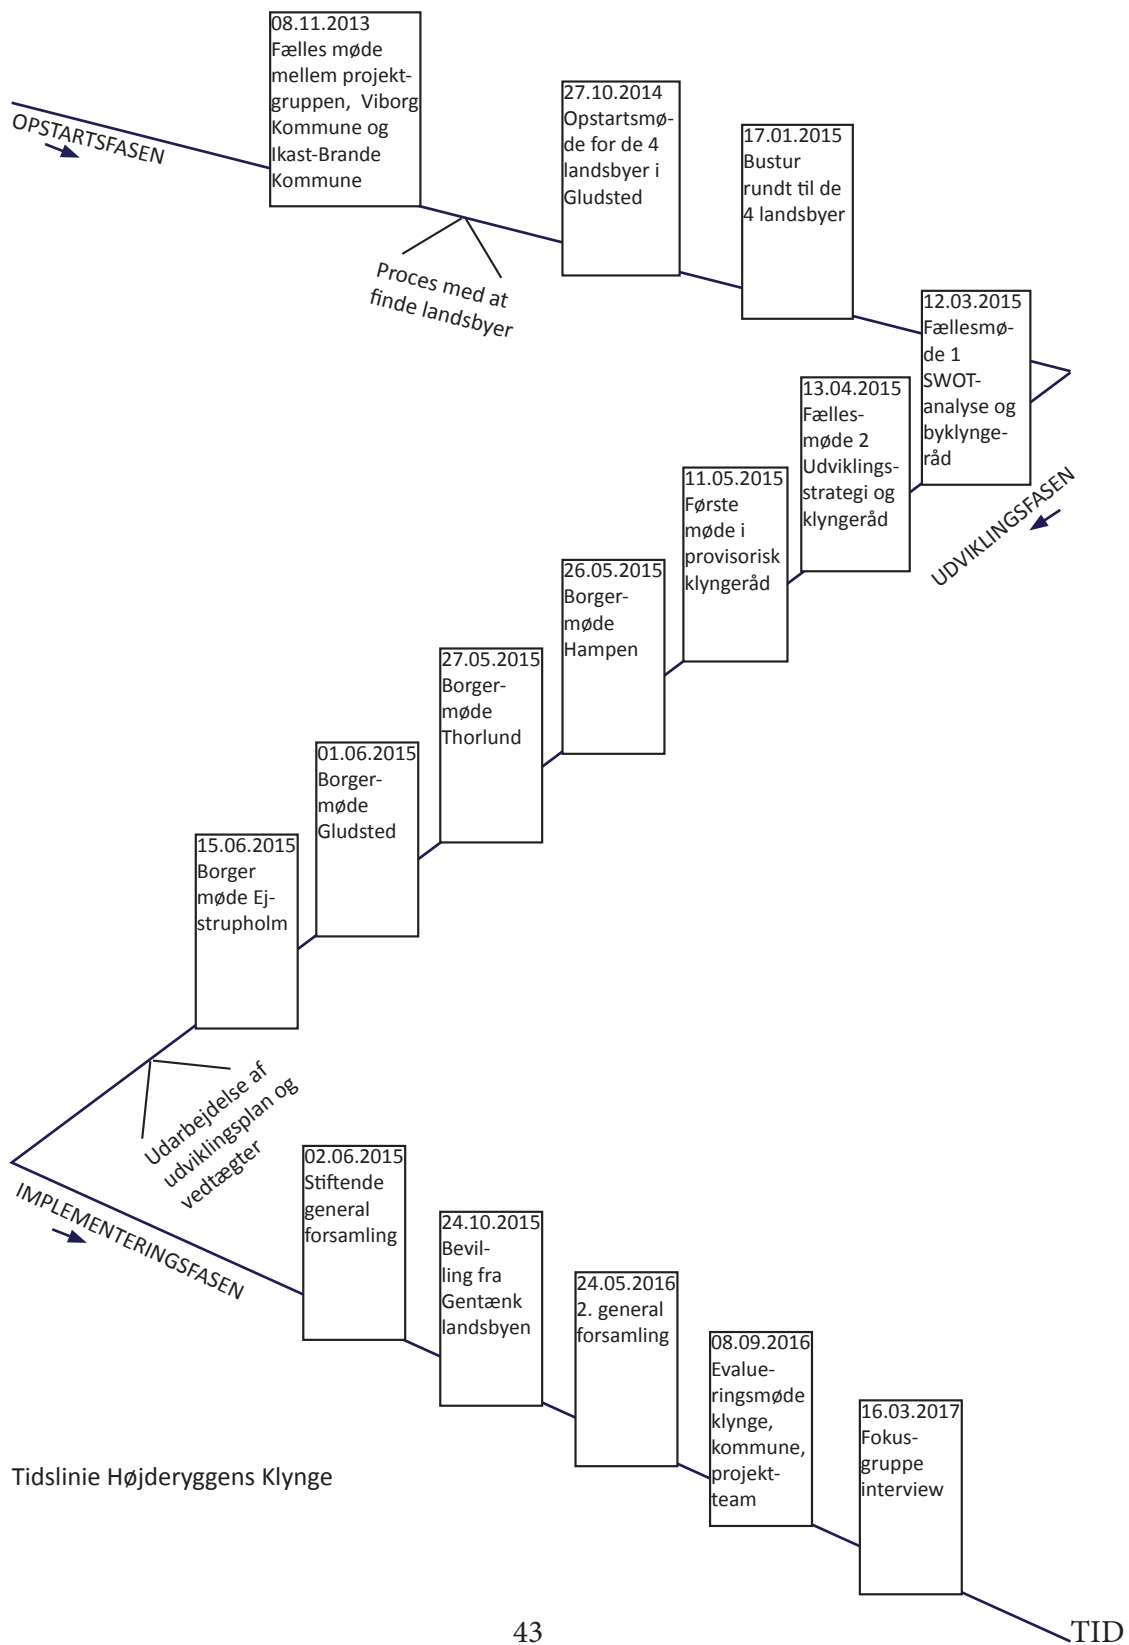 OPSTARTSFASEN
08.11.2013
Fælles møde
mellem projekt-
gruppen, Viborg
Kommune og
Ikast-Brande
Kommune
Proces med at
finde landsbyer
27.10.2014
Opstartsmø-
de for de 4
landsbyer i
Gludsted
17.01.2015
Bustur
rundt til de
4 landsbyer
12.03.2015
Fællesmø-
de 1
SWOT-
analyse og
byklynge-
råd
UDVIKLINGSFASEN
13.04.2015
Fælles-
møde 2
Udviklings-
strategi og
klyngeråd
11.05.2015
Første
møde i
provisorisk
klyngeråd
26.05.2015
Borger-
møde
Hampen
27.05.2015
Borger-
møde
Thorlund
01.06.2015
Borger-
møde
Gludsted
15.06.2015
Borger
møde Ej-
strupholm
Udarbejdelse af
udviklingsplan og
vedtægter
IMPLEMENTERINGSFASEN
02.06.2015
Stiftende
general
forsamling
24.10.2015
Bevil-
ling fra
Gentænk
landsbyen
24.05.2016
2. general
forsamling
08.09.2016
Evalue-
ringsmøde
klynge,
kommune,
projekt-
team
16.03.2017
Fokus-
gruppe
interview
Tidslinie Højderyggens Klynge
43
TID